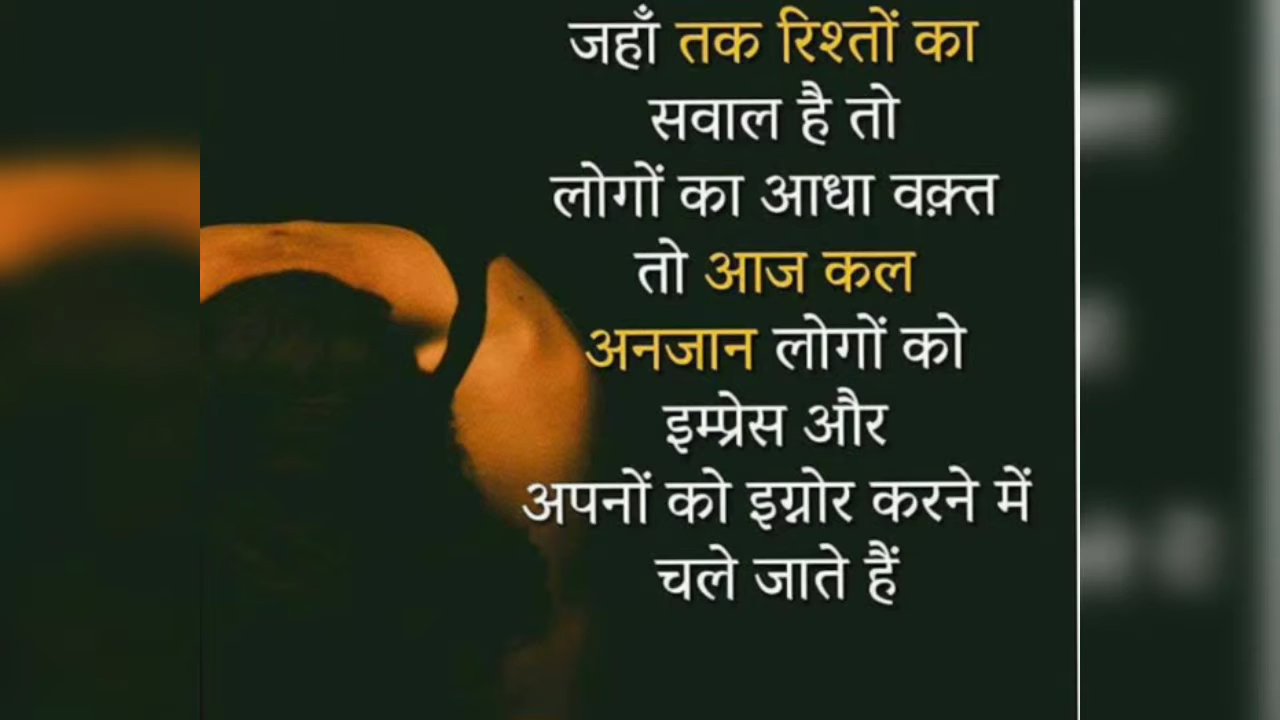 जहाँ तक रिश्तों का
सवाल है तो
लोगों का आधा वक़्त
तो आज कल
अनजान लोगों को
इम्प्रेस और
अपनों को इग्नोर करने में
चले जाते हैं